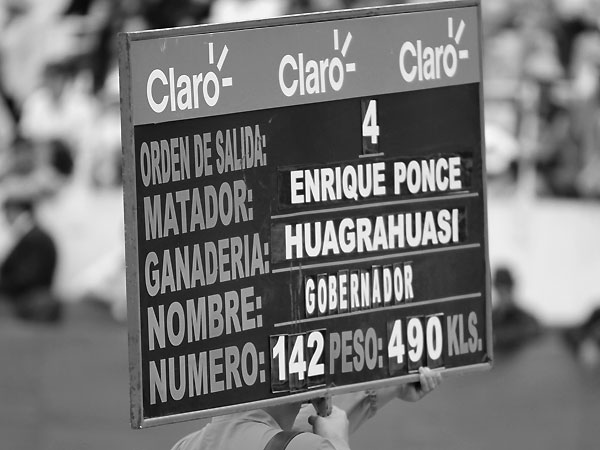 Claro Claro Claro
ORDEN DE SALIDA: 4
MATADOR: ENRIQUE PONCE
GANADERIA: HUAGRAHUASI
NOMBRE: GOBERNADOR
NUMERO: 142 PESO: 490 KLS.